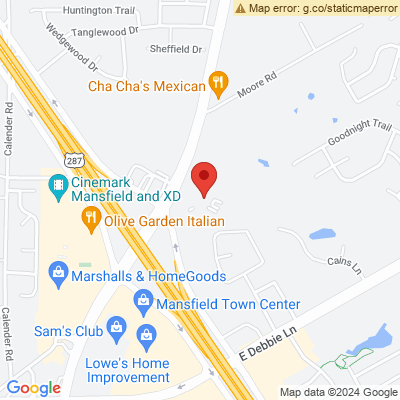 Huntington Trail
Map error: g.co/staticmaperror
Tanglewood Dr
Wedgewood Dr
Sheffield Dr
Cha Cha's Mexican
Moore Rd
Calender Rd
Goodnight Trail
287
Cinemark
Mansfield and XD
Olive Garden Italian
Cains Ln
Marshalls & HomeGoods
Mansfield Town Center
Calender Rd
Sam's Club
E Debbie Ln
Lowe's Home
Improvement
Google
Map data ©2024 Google